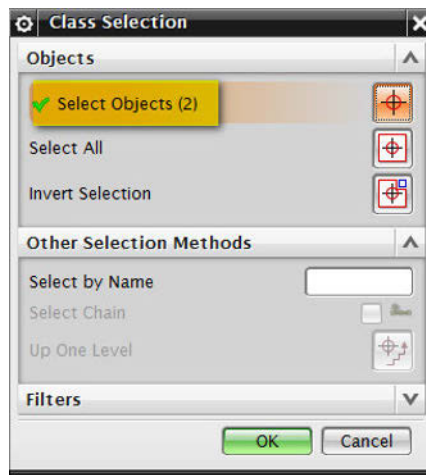 Class Selection
Objects
Select Objects (2)
Select All
Invert Selection
Other Selection Methods
Select by Name
Select Chain
Up One Level
Filters
OK Cancel